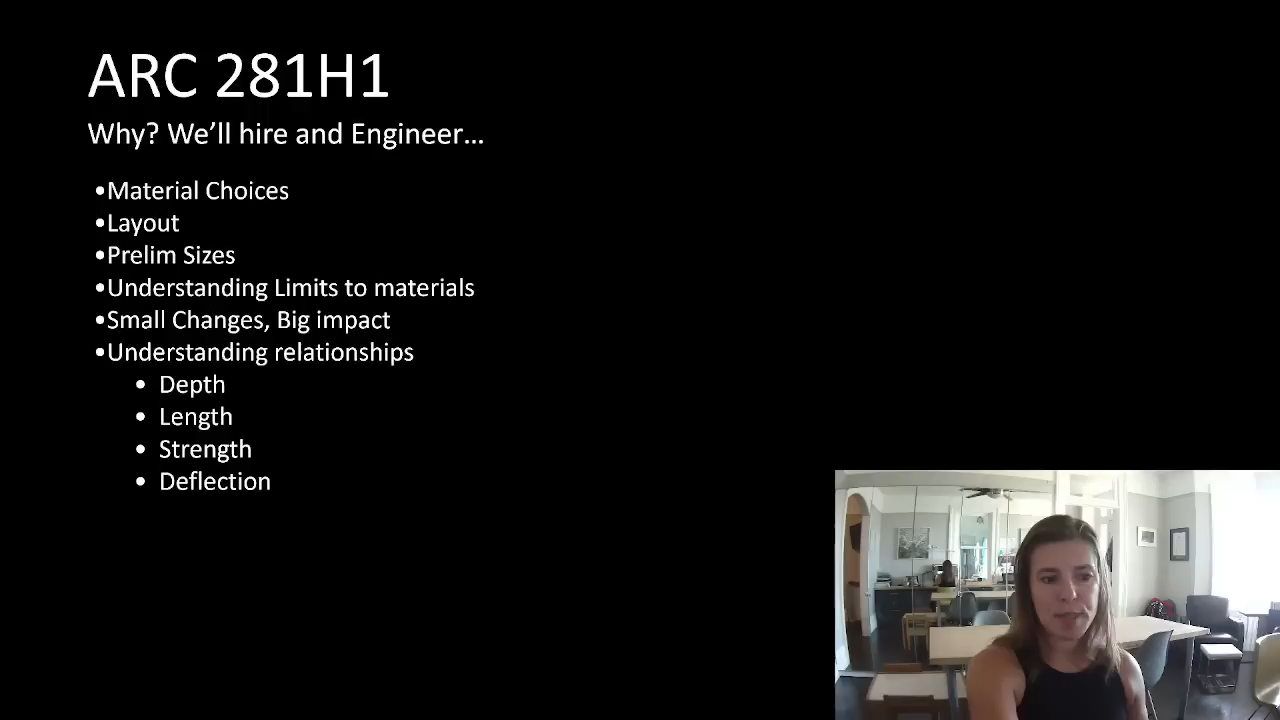 ARC 281H1
Why? We’ll hire and Engineer…
•Material Choices
•Layout
•Prelim Sizes
•Understanding Limits to materials
•Small Changes, Big impact
•Understanding relationships
• Depth
• Length
• Strength
• Deflection